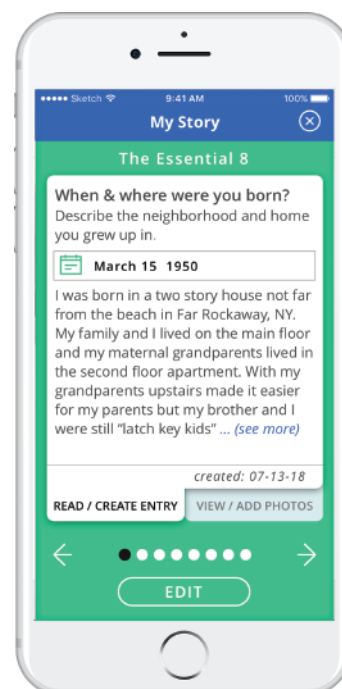 Sketch 9:41 AM 100%
My Story
The Essential 8
When & where were you born?
Describe the neighborhood and home
you grew up in.
March 15 1950
I was born in a two story house not far
from the beach in Far Rockaway, NY.
My family and I lived on the main floor
and my maternal grandparents lived in
the second floor apartment. With my
grandparents upstairs made it easier
for my parents but my brother and I
were still “latch key kids” ... (see more)
created: 07-13-18
READ / CREATE ENTRY VIEW / ADD PHOTOS
EDIT